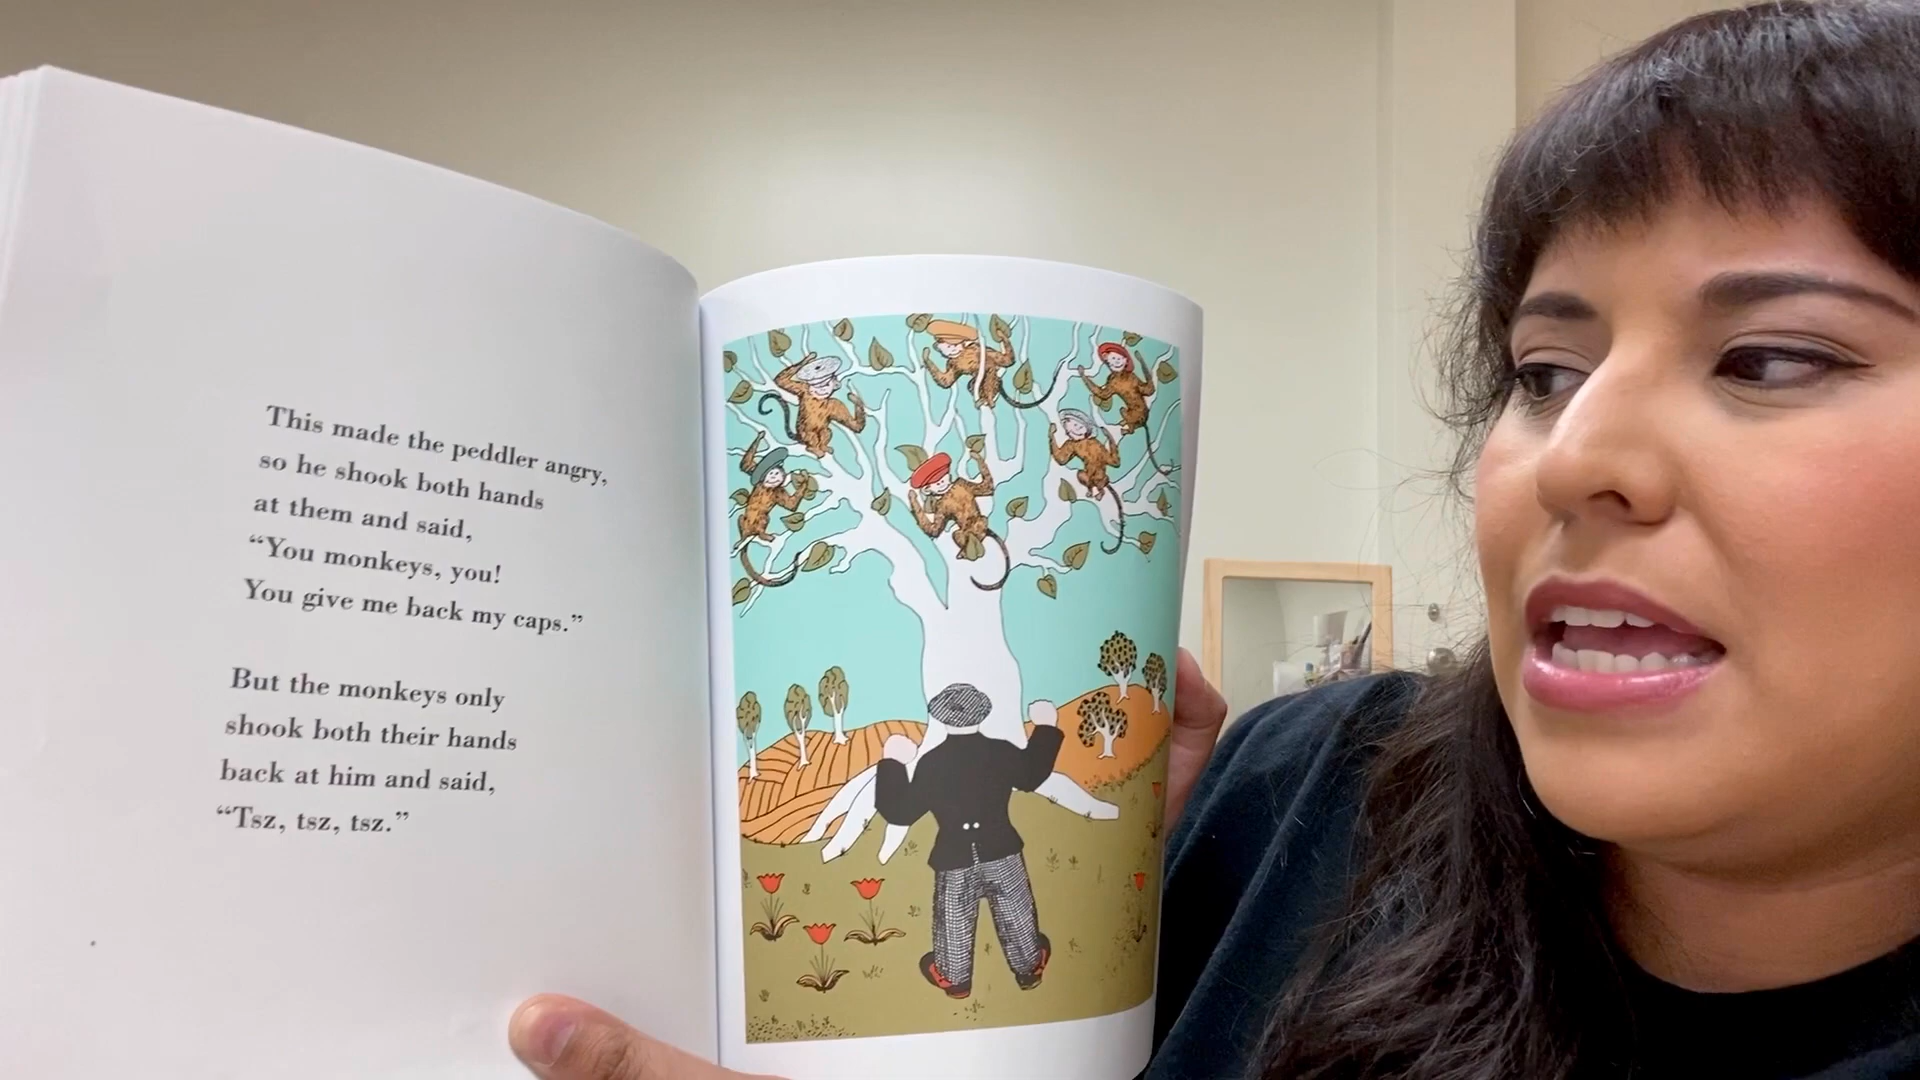 This made the peddler angry,
so he shook both hands
at them and said,
“You monkeys, you!
You give me back my caps.”
But the monkeys only
shook both their hands
back at him and said,
“Tsz, tsz, tsz.”